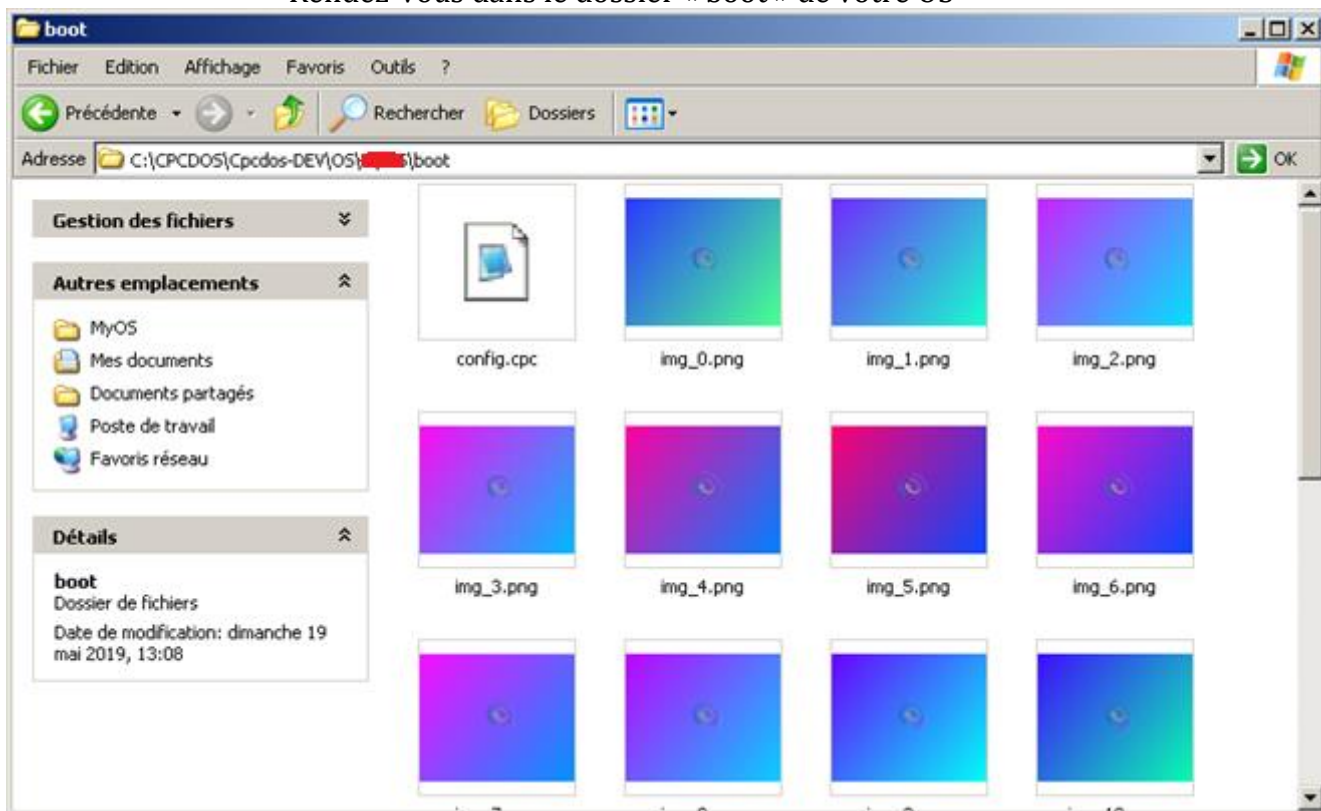 Rendez-vous dans le dossier « boot » de votre OS
boot
Fichier Edition Affichage Favoris Outils ?
Précédente Rechercher Dossiers
Adresse C:\CPCDOS\Cpcdos-DEV\OS\ \boot OK
Gestion des fichiers
Autres emplacements
MyOS
Mes documents
Documents partagés
Poste de travail
Favoris réseau
Détails
boot
Dossier de fichiers
Date de modification: dimanche 19
mai 2019, 13:08
config.cpc img_0.png img_1.png img_2.png
img_3.png img_4.png img_5.png img_6.png